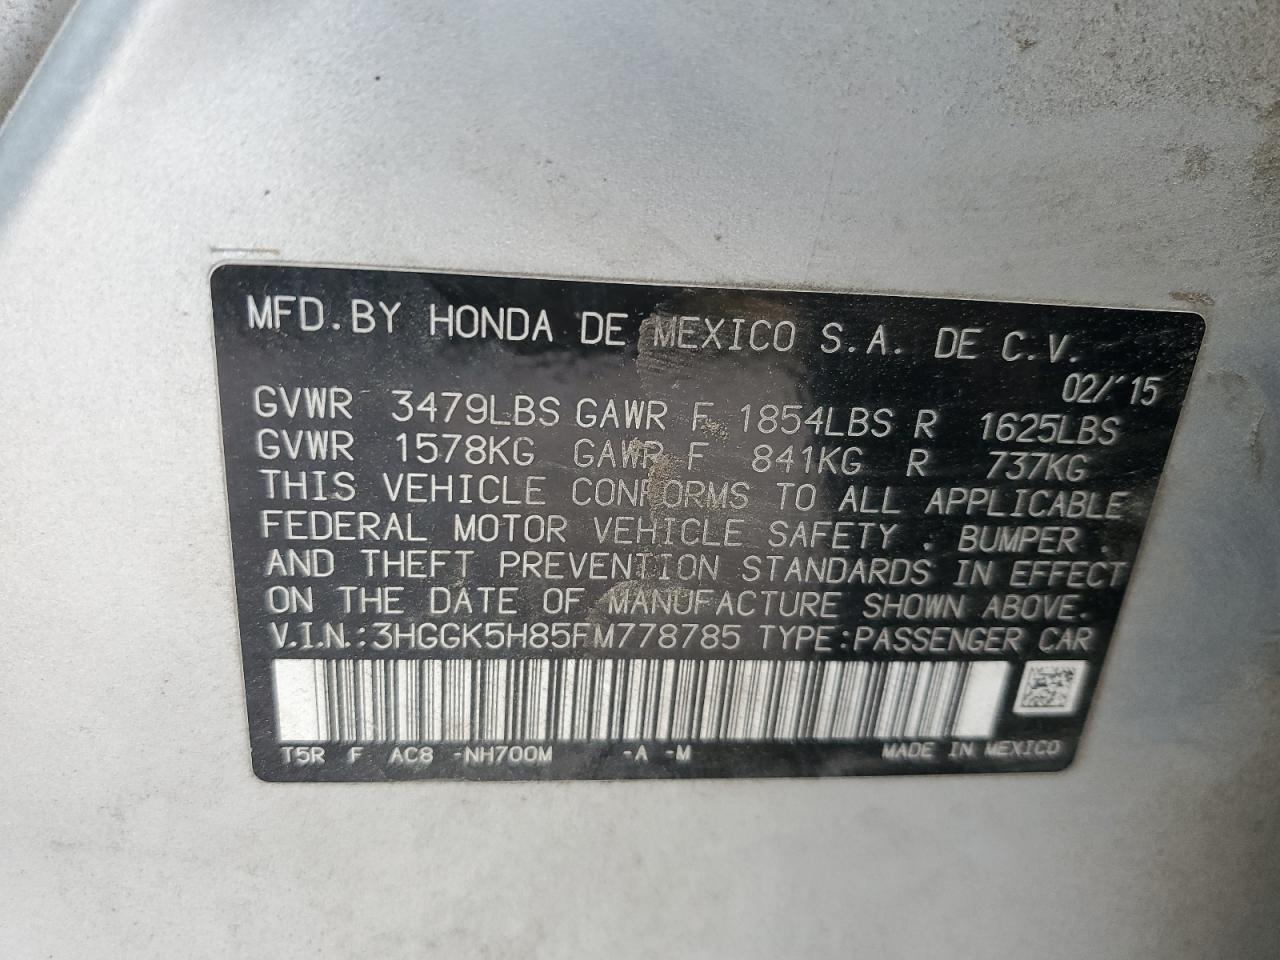 MFD. BY HONDA DE MEXICO S.A. DE C.V.
02/'15
GVWR 3479LBS GAWR F 1854LBS R 1625LBS
GVWR 1578KG GAWR F 841KG R 737KG
THIS VEHICLE CONFORMS TO ALL APPLICABLE
FEDERAL MOTOR VEHICLE SAFETY , BUMPER ,
AND THEFT PREVENTION STANDARDS IN EFFECT
ON THE DATE OF MANUFACTURE SHOWN ABOVE.
V.I.N.:3HGGK5H85FM778785 TYPE:PASSENGER CAR
T5R F AC8 -NH700M -A -M MADE IN MEXICO